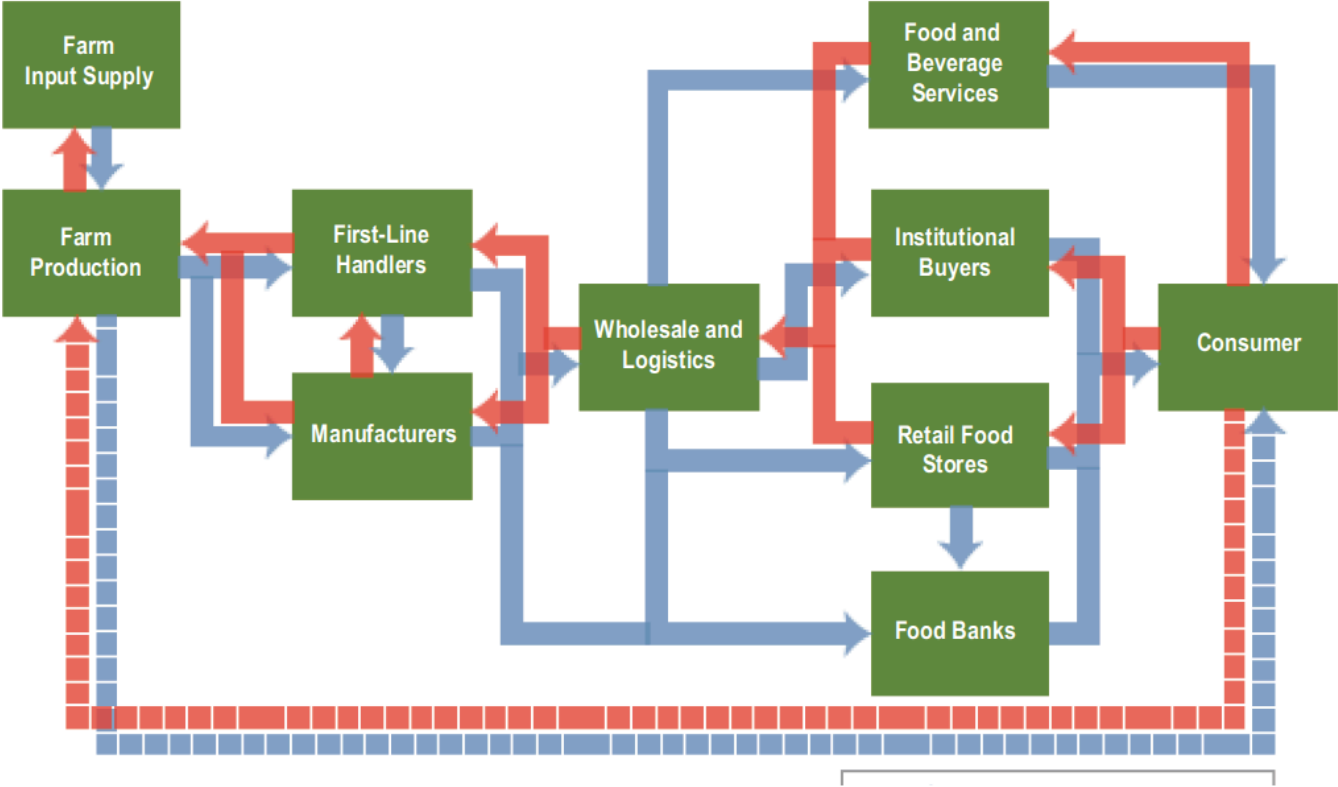 Farm
Input Supply
Food and
Beverage
Services
Farm
Production
First-Line
Handlers
Institutional
Buyers
Wholesale and
Logistics
Consumer
Manufacturers
Retail Food
Stores
Food Banks